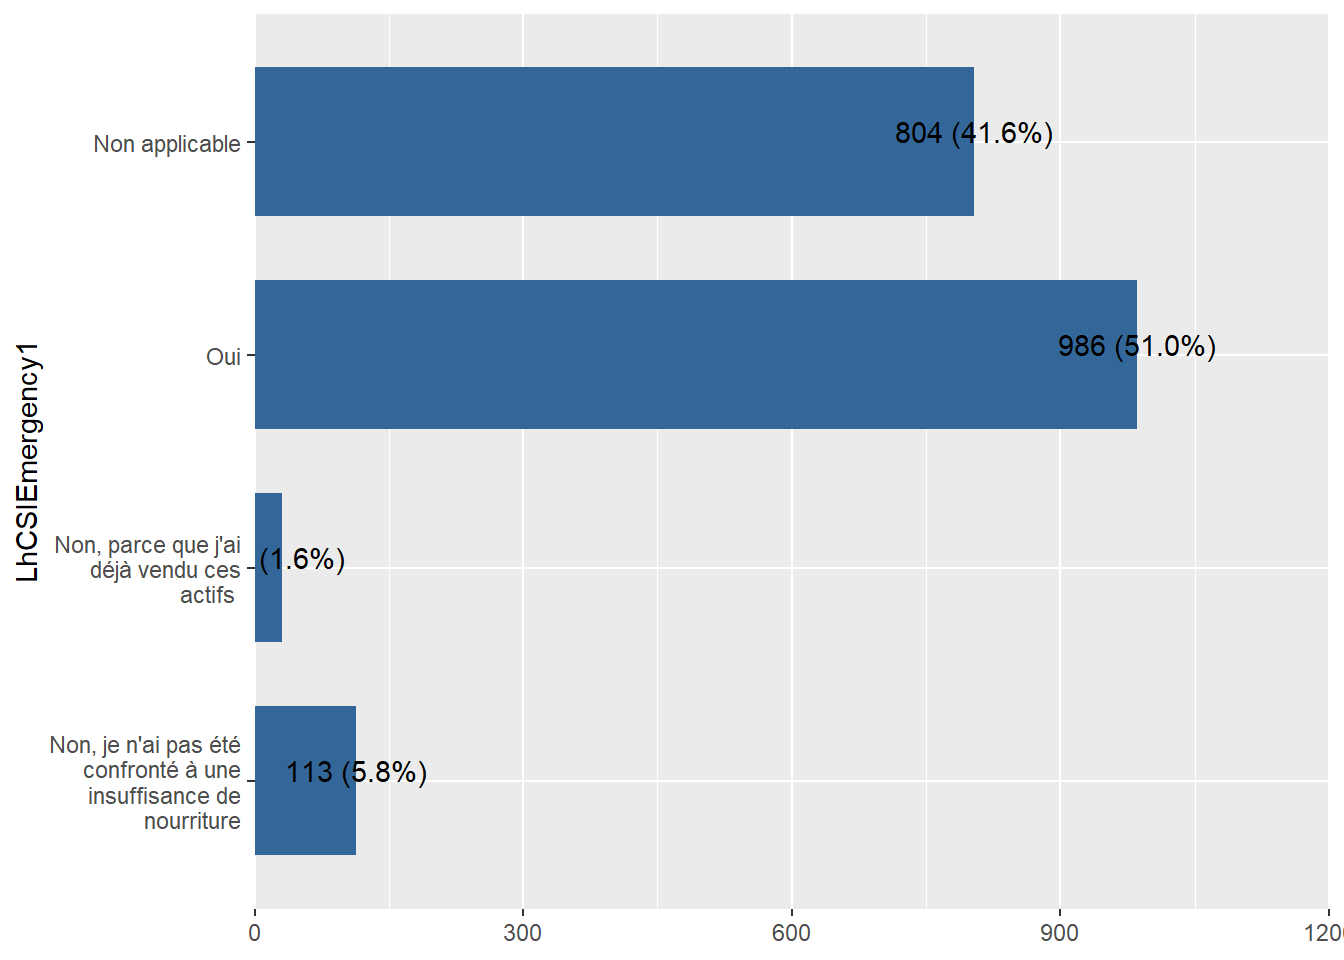 Non applicable
804 (41.6%)
Oui
986 (51.0%)
LhCSIEmergency1
Non, parce que j'ai
déjà vendu ces
actifs
(1.6%)
Non, je n'ai pas été
confronté à une
insuffisance de
nourriture
113 (5.8%)
0 300 600 900